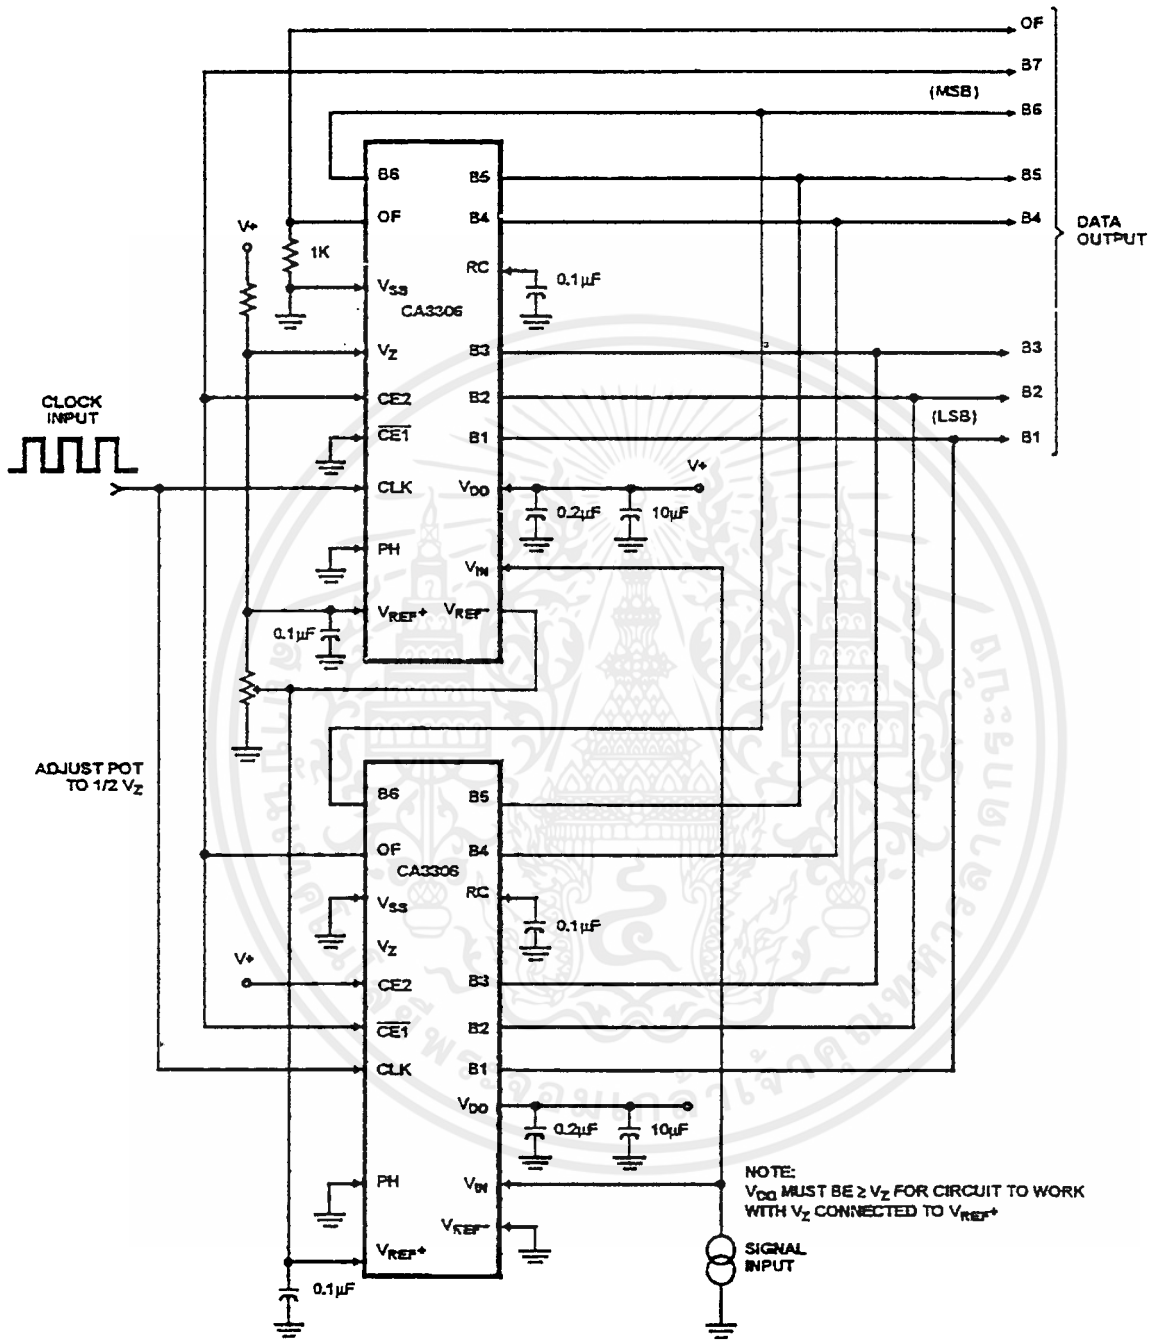 OF
B7
(MSB)
B6
B6 B5 B5
OF B4 B4
V+
1K
DATA
OUTPUT
RC 0.1µF
VSS
CA3306
VZ B3 B3
CE2 B2 B2
CLOCK
INPUT
(LSB)
CE1 B1 B1
V+
CLK VDD
0.2µF 10µF
PH
VIN
VREF+ VREF-
0.1µF
ADJUST POT
TO 1/2 VZ
B6 B5
OF B4
CA3306
RC
VSS
0.1µF
VZ
V+
CE2 B3
CE1 B2
CLK B1
VDD
0.2µF 10µF
PH VIN
NOTE:
VDD MUST BE ≥ VZ FOR CIRCUIT TO WORK
WITH VZ CONNECTED TO VREF+
VREF-
VREF+
SIGNAL
INPUT
0.1µF